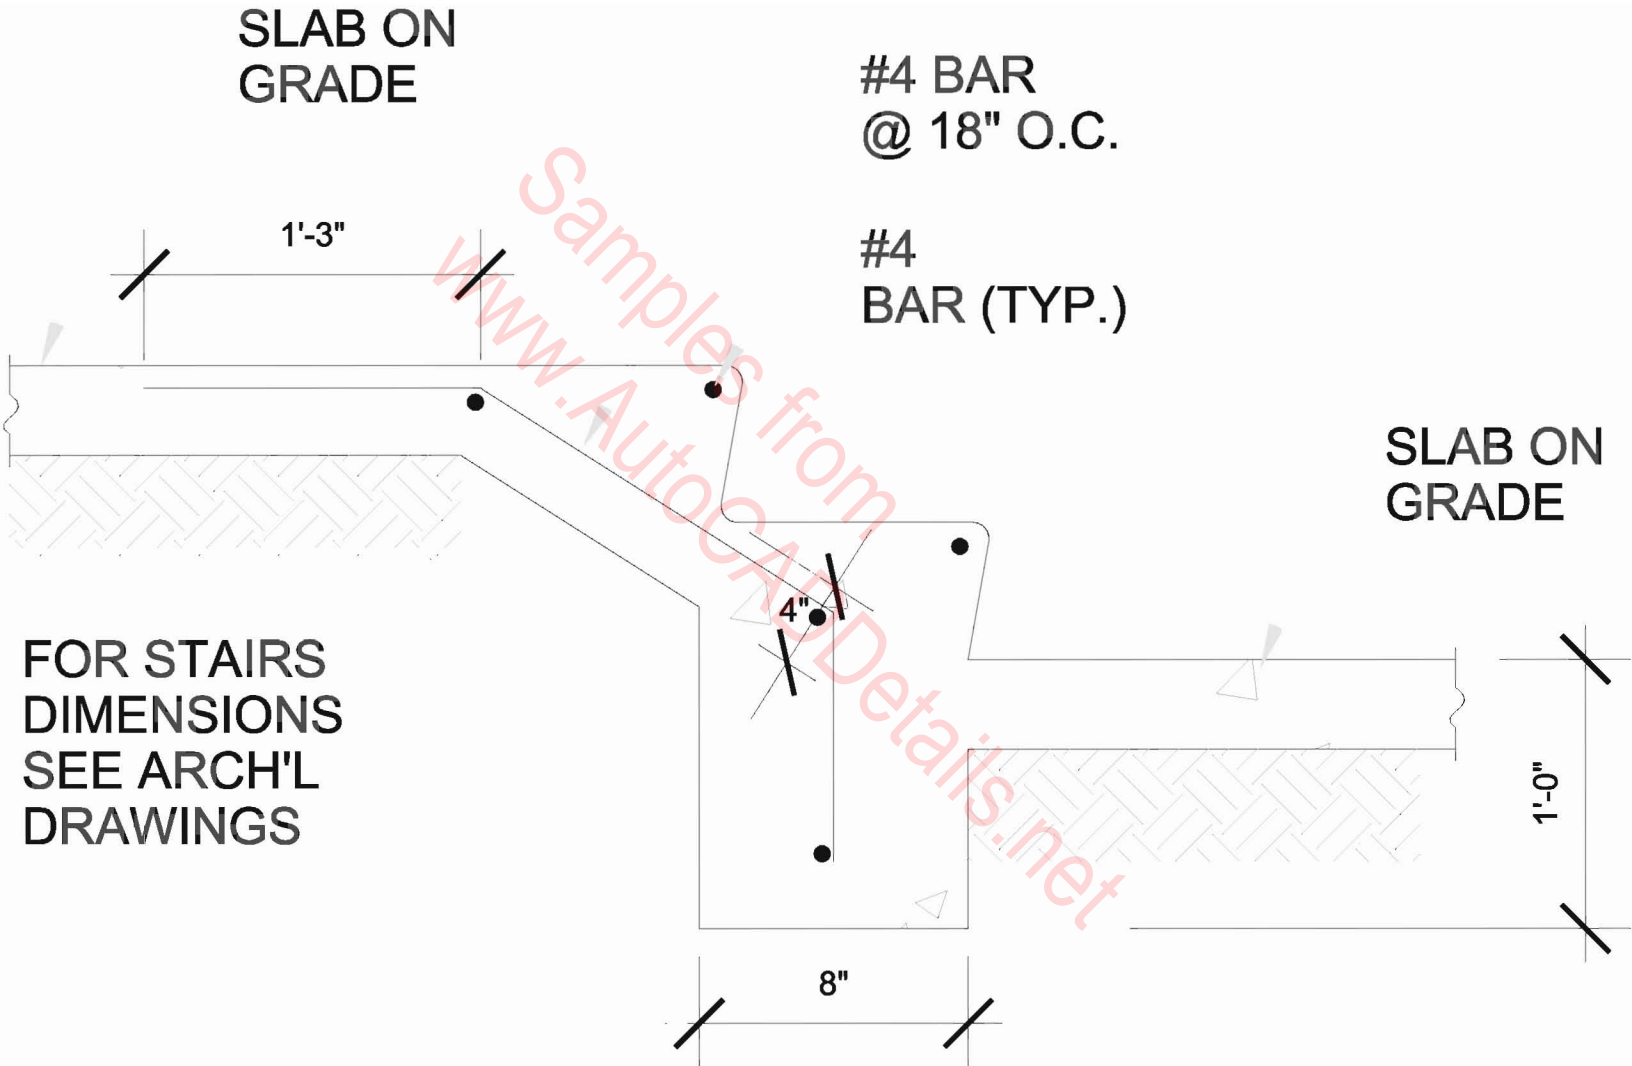 SLAB ON
GRADE
#4 BAR
@ 18" O.C.
#4
BAR (TYP.)
1'-3"
Samples from
www.AutoCADDetails.net
SLAB ON
GRADE
4"
FOR STAIRS
DIMENSIONS
SEE ARCH'L
DRAWINGS
1'-0"
8"